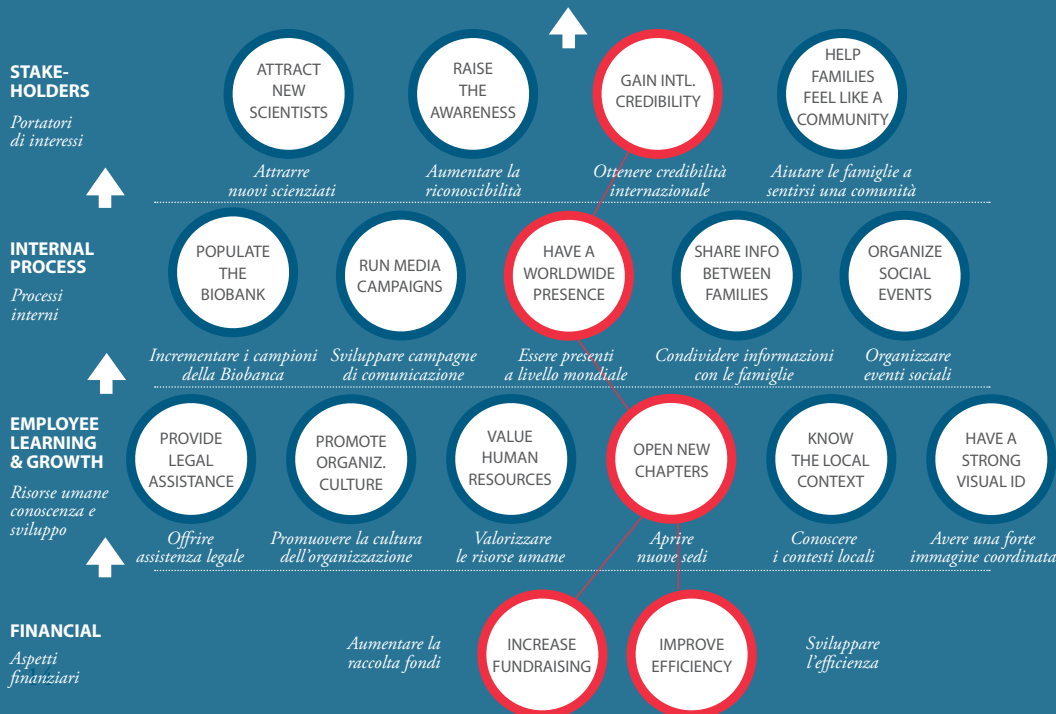 STAKE-
HOLDERS
Portatori
di interessi
ATTRACT
NEW
SCIENTISTS
Attrarre
nuovi scienziati
RAISE
THE
AWARENESS
Aumentare la
riconoscibilità
GAIN INTL.
CREDIBILITY
Ottenere credibilità
internazionale
HELP
FAMILIES
FEEL LIKE A
COMMUNITY
Aiutare le famiglie a
sentirsi una comunità
INTERNAL
PROCESS
Processi
interni
POPULATE
THE
BIOBANK
Incrementare i campioni
della Biobanca
RUN MEDIA
CAMPAIGNS
Sviluppare campagne
di comunicazione
HAVE A
WORLDWIDE
PRESENCE
Essere presenti
a livello mondiale
SHARE INFO
BETWEEN
FAMILIES
Condividere informazioni
con le famiglie
ORGANIZE
SOCIAL
EVENTS
Organizzare
eventi sociali
EMPLOYEE
LEARNING
& GROWTH
Risorse umane
conoscenza e
sviluppo
PROVIDE
LEGAL
ASSISTANCE
Offrire
assistenza legale
PROMOTE
ORGANIZ.
CULTURE
Promuovere la cultura
dell'organizzazione
VALUE
HUMAN
RESOURCES
Valorizzare
le risorse umane
OPEN NEW
CHAPTERS
Aprire
nuove sedi
KNOW
THE LOCAL
CONTEXT
Conoscere
i contesti locali
HAVE A
STRONG
VISUAL ID
Avere una forte
immagine coordinata
FINANCIAL
Aspetti
finanziari
Aumentare la
raccolta fondi
INCREASE
FUNDRAISING
IMPROVE
EFFICIENCY
Sviluppare
l'efficienza